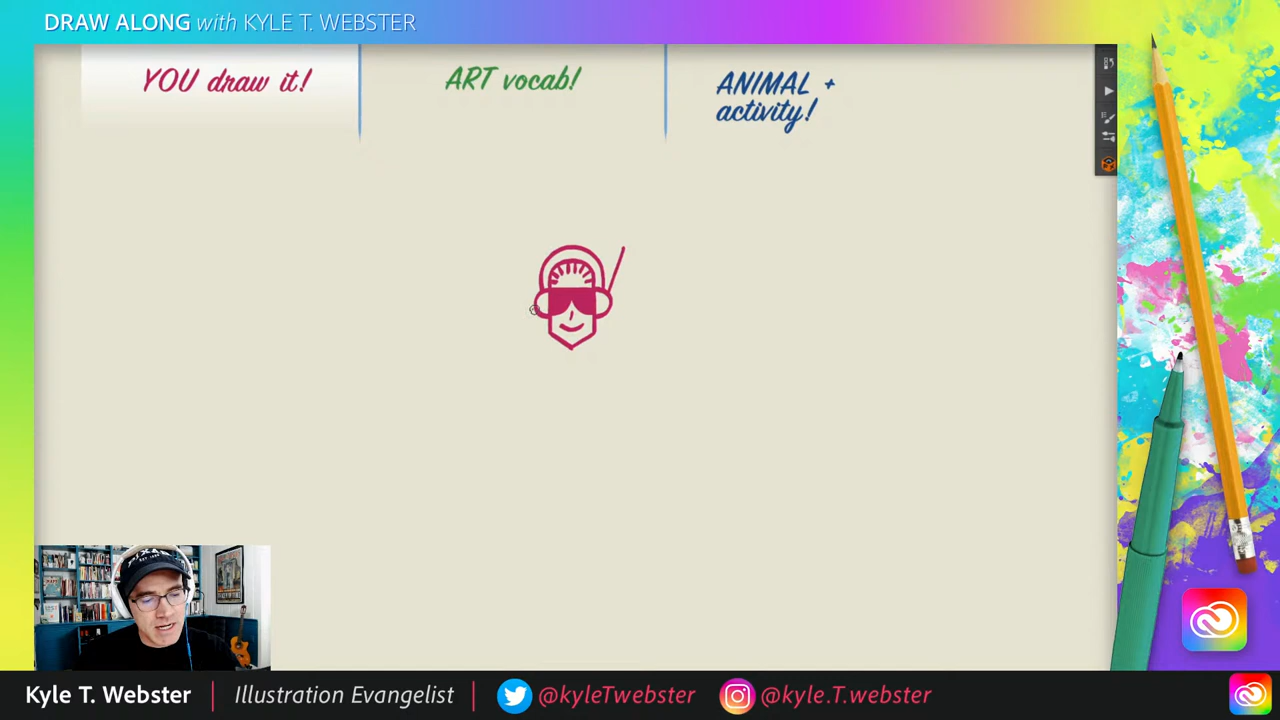 DRAW ALONG with KYLE T. WEBSTER
YOU draw it!
ART vocab!
ANIMAL +
activity!
PIXAR
Kyle T. Webster | Illustration Evangelist @kyleTwebster @kyle.T.webster